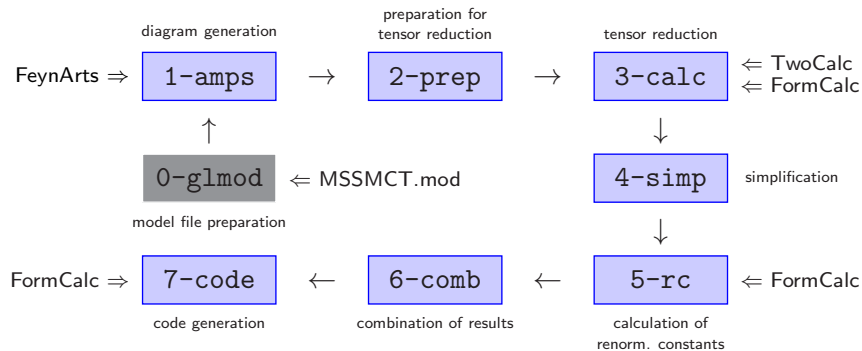 diagram generation
preparation for
tensor reduction
tensor reduction
FeynArts ⇒ 1-amps → 2-prep → 3-calc ⇐ TwoCalc
⇐ FormCalc
↑ ↓
0-glmod ⇐ MSSMCT.mod
model file preparation
4-simp simplification
↓
FormCalc ⇒ 7-code ← 6-comb ← 5-rc ⇐ FormCalc
code generation
combination of results
calculation of
renorm. constants